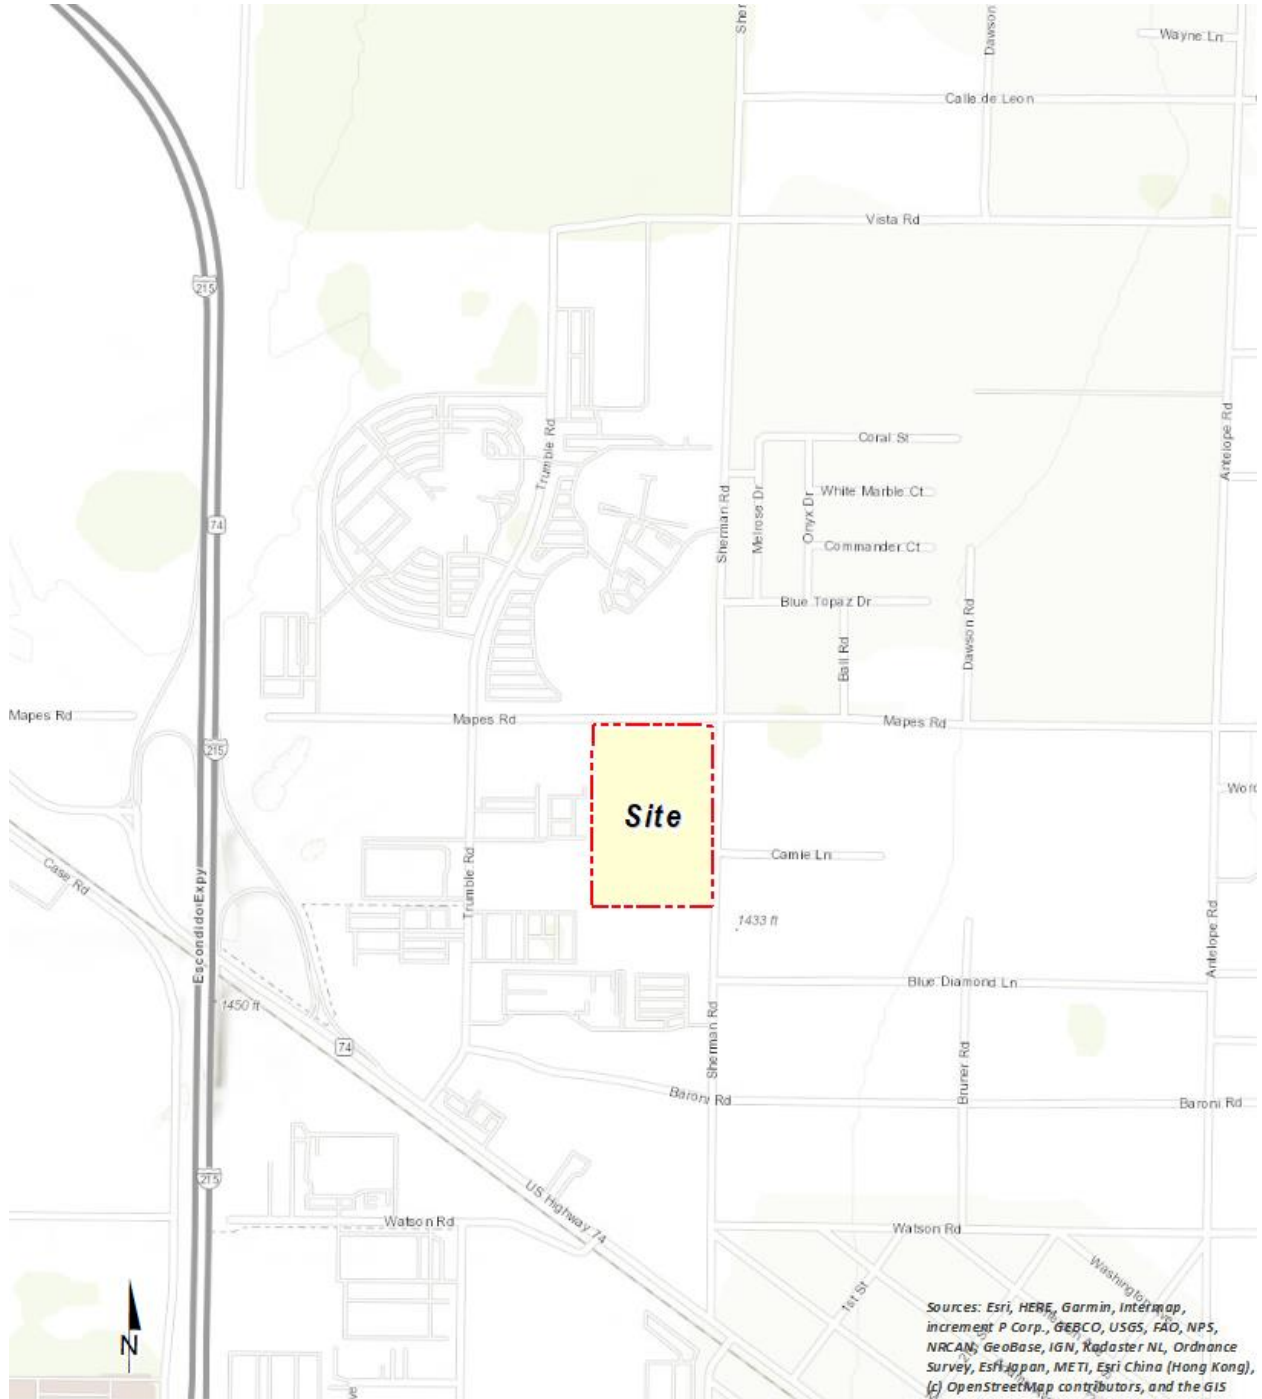 Sher
Dawson
Wayne Ln
Calle de Leon
Vista Rd
215
Trumble Rd
Coral St
Antelope Rd
White Marble Ct
Sherman Rd
Melrose Dr
Onyx Dr
74
Commander Ct
Blue Topaz Dr
Ball Rd
Dawson Rd
Mapes Rd
Mapes Rd
Mapes Rd
215
Site
Camie Ln
Case Rd
Trumble Rd
Escondido Expy
1433 ft
Antelope Rd
Blue Diamond Ln
1450 ft
74
Sherman Rd
Bruner Rd
Baroni Rd
Baroni Rd
215
US Highway 74
Watson Rd
Watson Rd
Washington Ave
1st St
N
Sources: Esri, HERE, Garmin, Intermap,
increment P Corp., GEBCO, USGS, FAO, NPS,
NRCAN, GeoBase, IGN, Kadaster NL, Ordnance
Survey, Esri Japan, METI, Esri China (Hong Kong),
(c) OpenStreetMap contributors, and the GIS